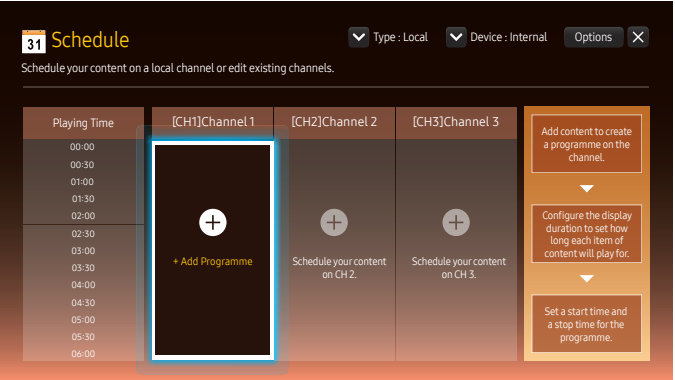 31 Schedule
Type : Local
Device : Internal
Options
Schedule your content on a local channel or edit existing channels.
Playing Time
[CH1]Channel 1
[CH2]Channel 2
[CH3]Channel 3
00:00
00:30
01:00
01:30
02:00
02:30
03:00
03:30
04:00
04:30
05:00
05:30
06:00
+ Add Programme
Schedule your content
on CH 2.
Schedule your content
on CH 3.
Add content to create
a programme on the
channel.
Configure the display
duration to set how
long each item of
content will play for.
Set a start time and
a stop time for the
programme.